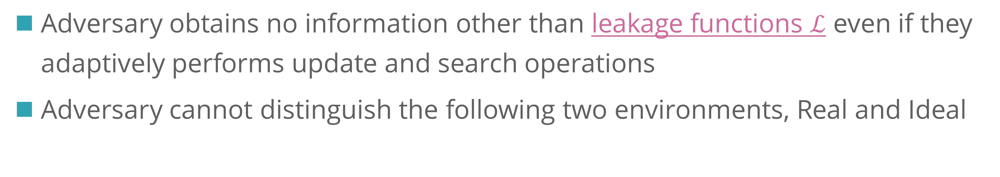 ■ Adversary obtains no information other than leakage functions ℒ even if they
adaptively performs update and search operations
■ Adversary cannot distinguish the following two environments, Real and Ideal